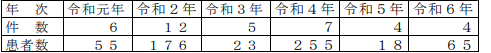 年　次　令和元年　令和２年　令和３年　令和４年　令和５年　令和６年
件　数　６　１２　５　７　４　４
患者数　５５　１７６　２３　２５５　１８　６５